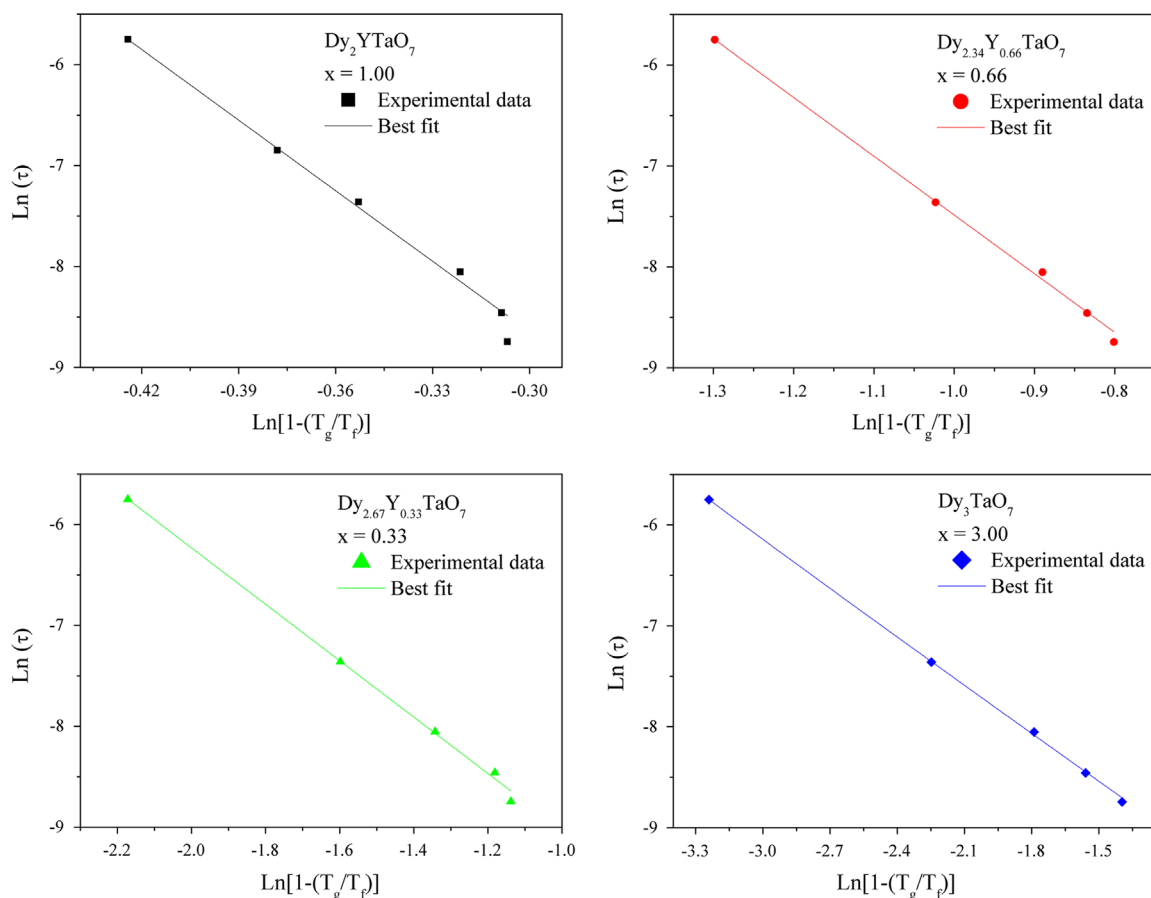 Dy2YTaO7
x = 1.00
Experimental data
Best fit
Ln (τ)
-6
-7
-8
-9
-0.42 -0.39 -0.36 -0.33 -0.30
Ln[1-(Tg/Tf)]
Dy2.34Y0.66TaO7
x = 0.66
Experimental data
Best fit
Ln (τ)
-6
-7
-8
-9
-1.3 -1.2 -1.1 -1.0 -0.9 -0.8
Ln[1-(Tg/Tf)]
Dy2.67Y0.33TaO7
x = 0.33
Experimental data
Best fit
Ln (τ)
-6
-7
-8
-9
-2.2 -2.0 -1.8 -1.6 -1.4 -1.2 -1.0
Ln[1-(Tg/Tf)]
Dy3TaO7
x = 3.00
Experimental data
Best fit
Ln (τ)
-6
-7
-8
-9
-3.3 -3.0 -2.7 -2.4 -2.1 -1.8 -1.5
Ln[1-(Tg/Tf)]